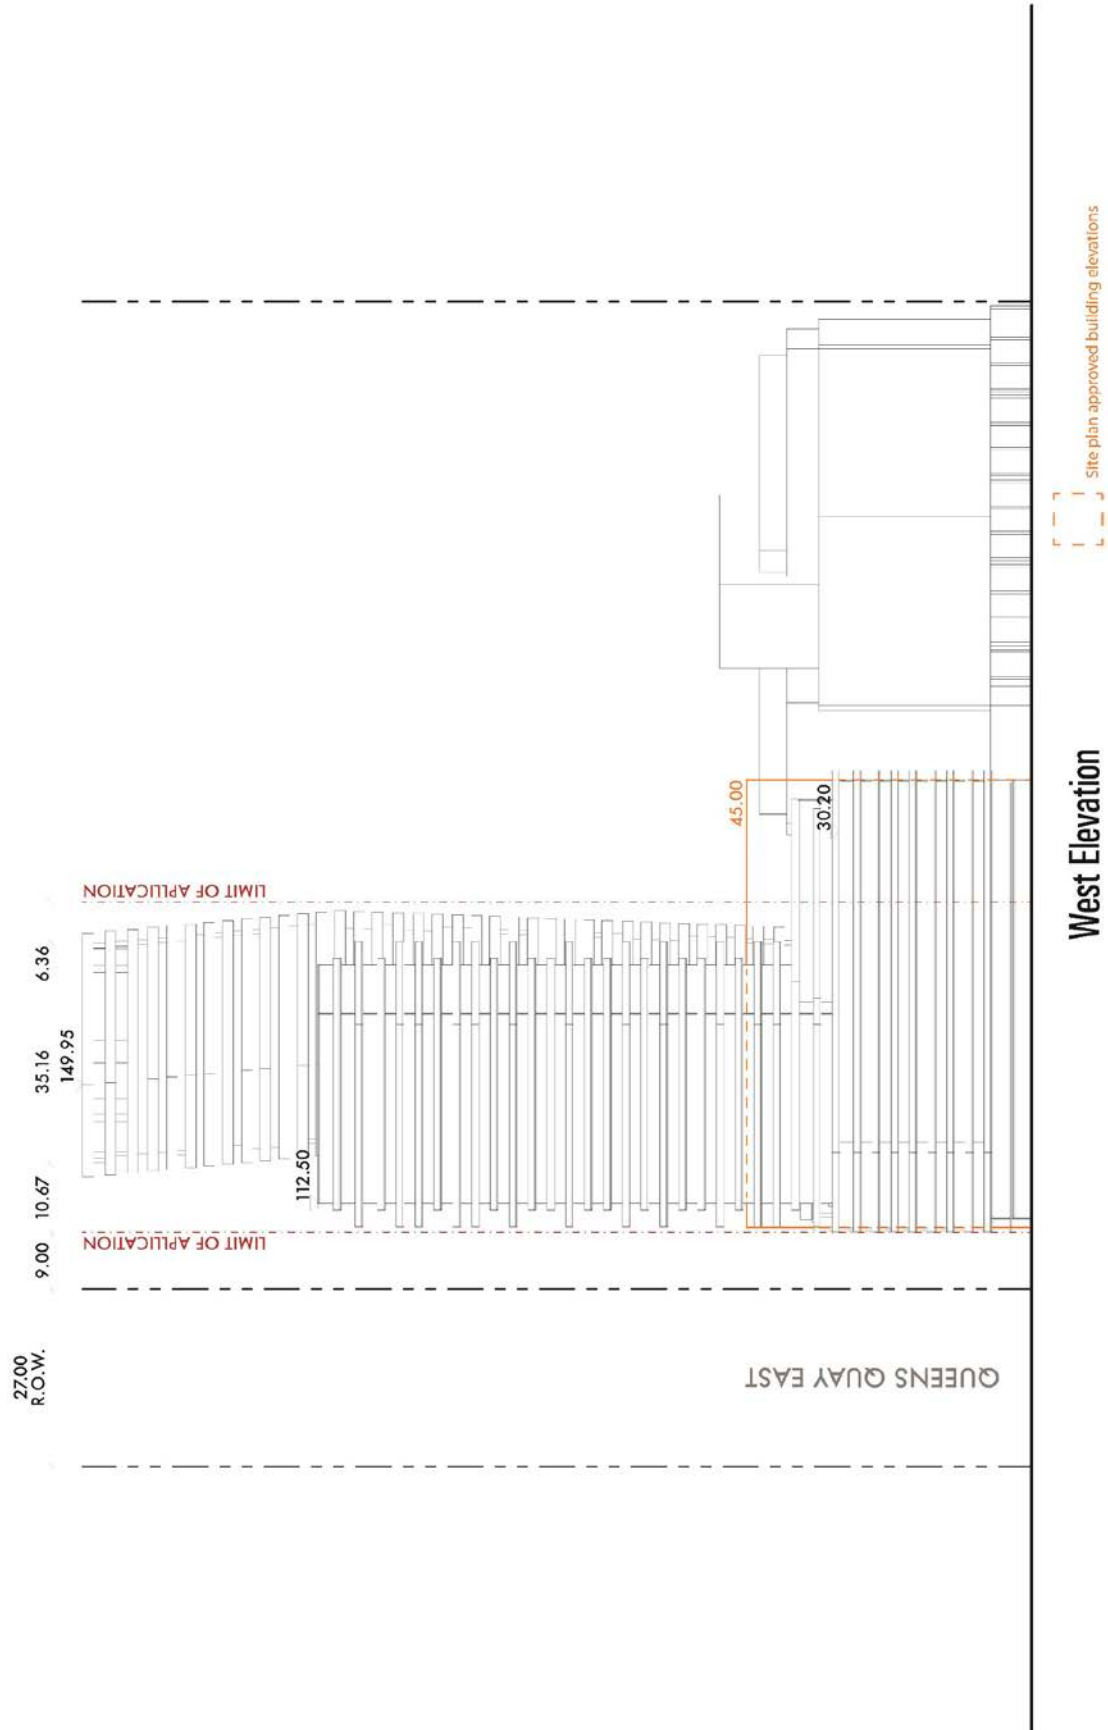 27.00
R.O.W.
9.00
10.67
35.16
6.36
149.95
LIMIT OF APLICATION
LIMIT OF APLICATION
112.50
45.00
30.20
QUEENS QUAY EAST
West Elevation
Site plan approved building elevations